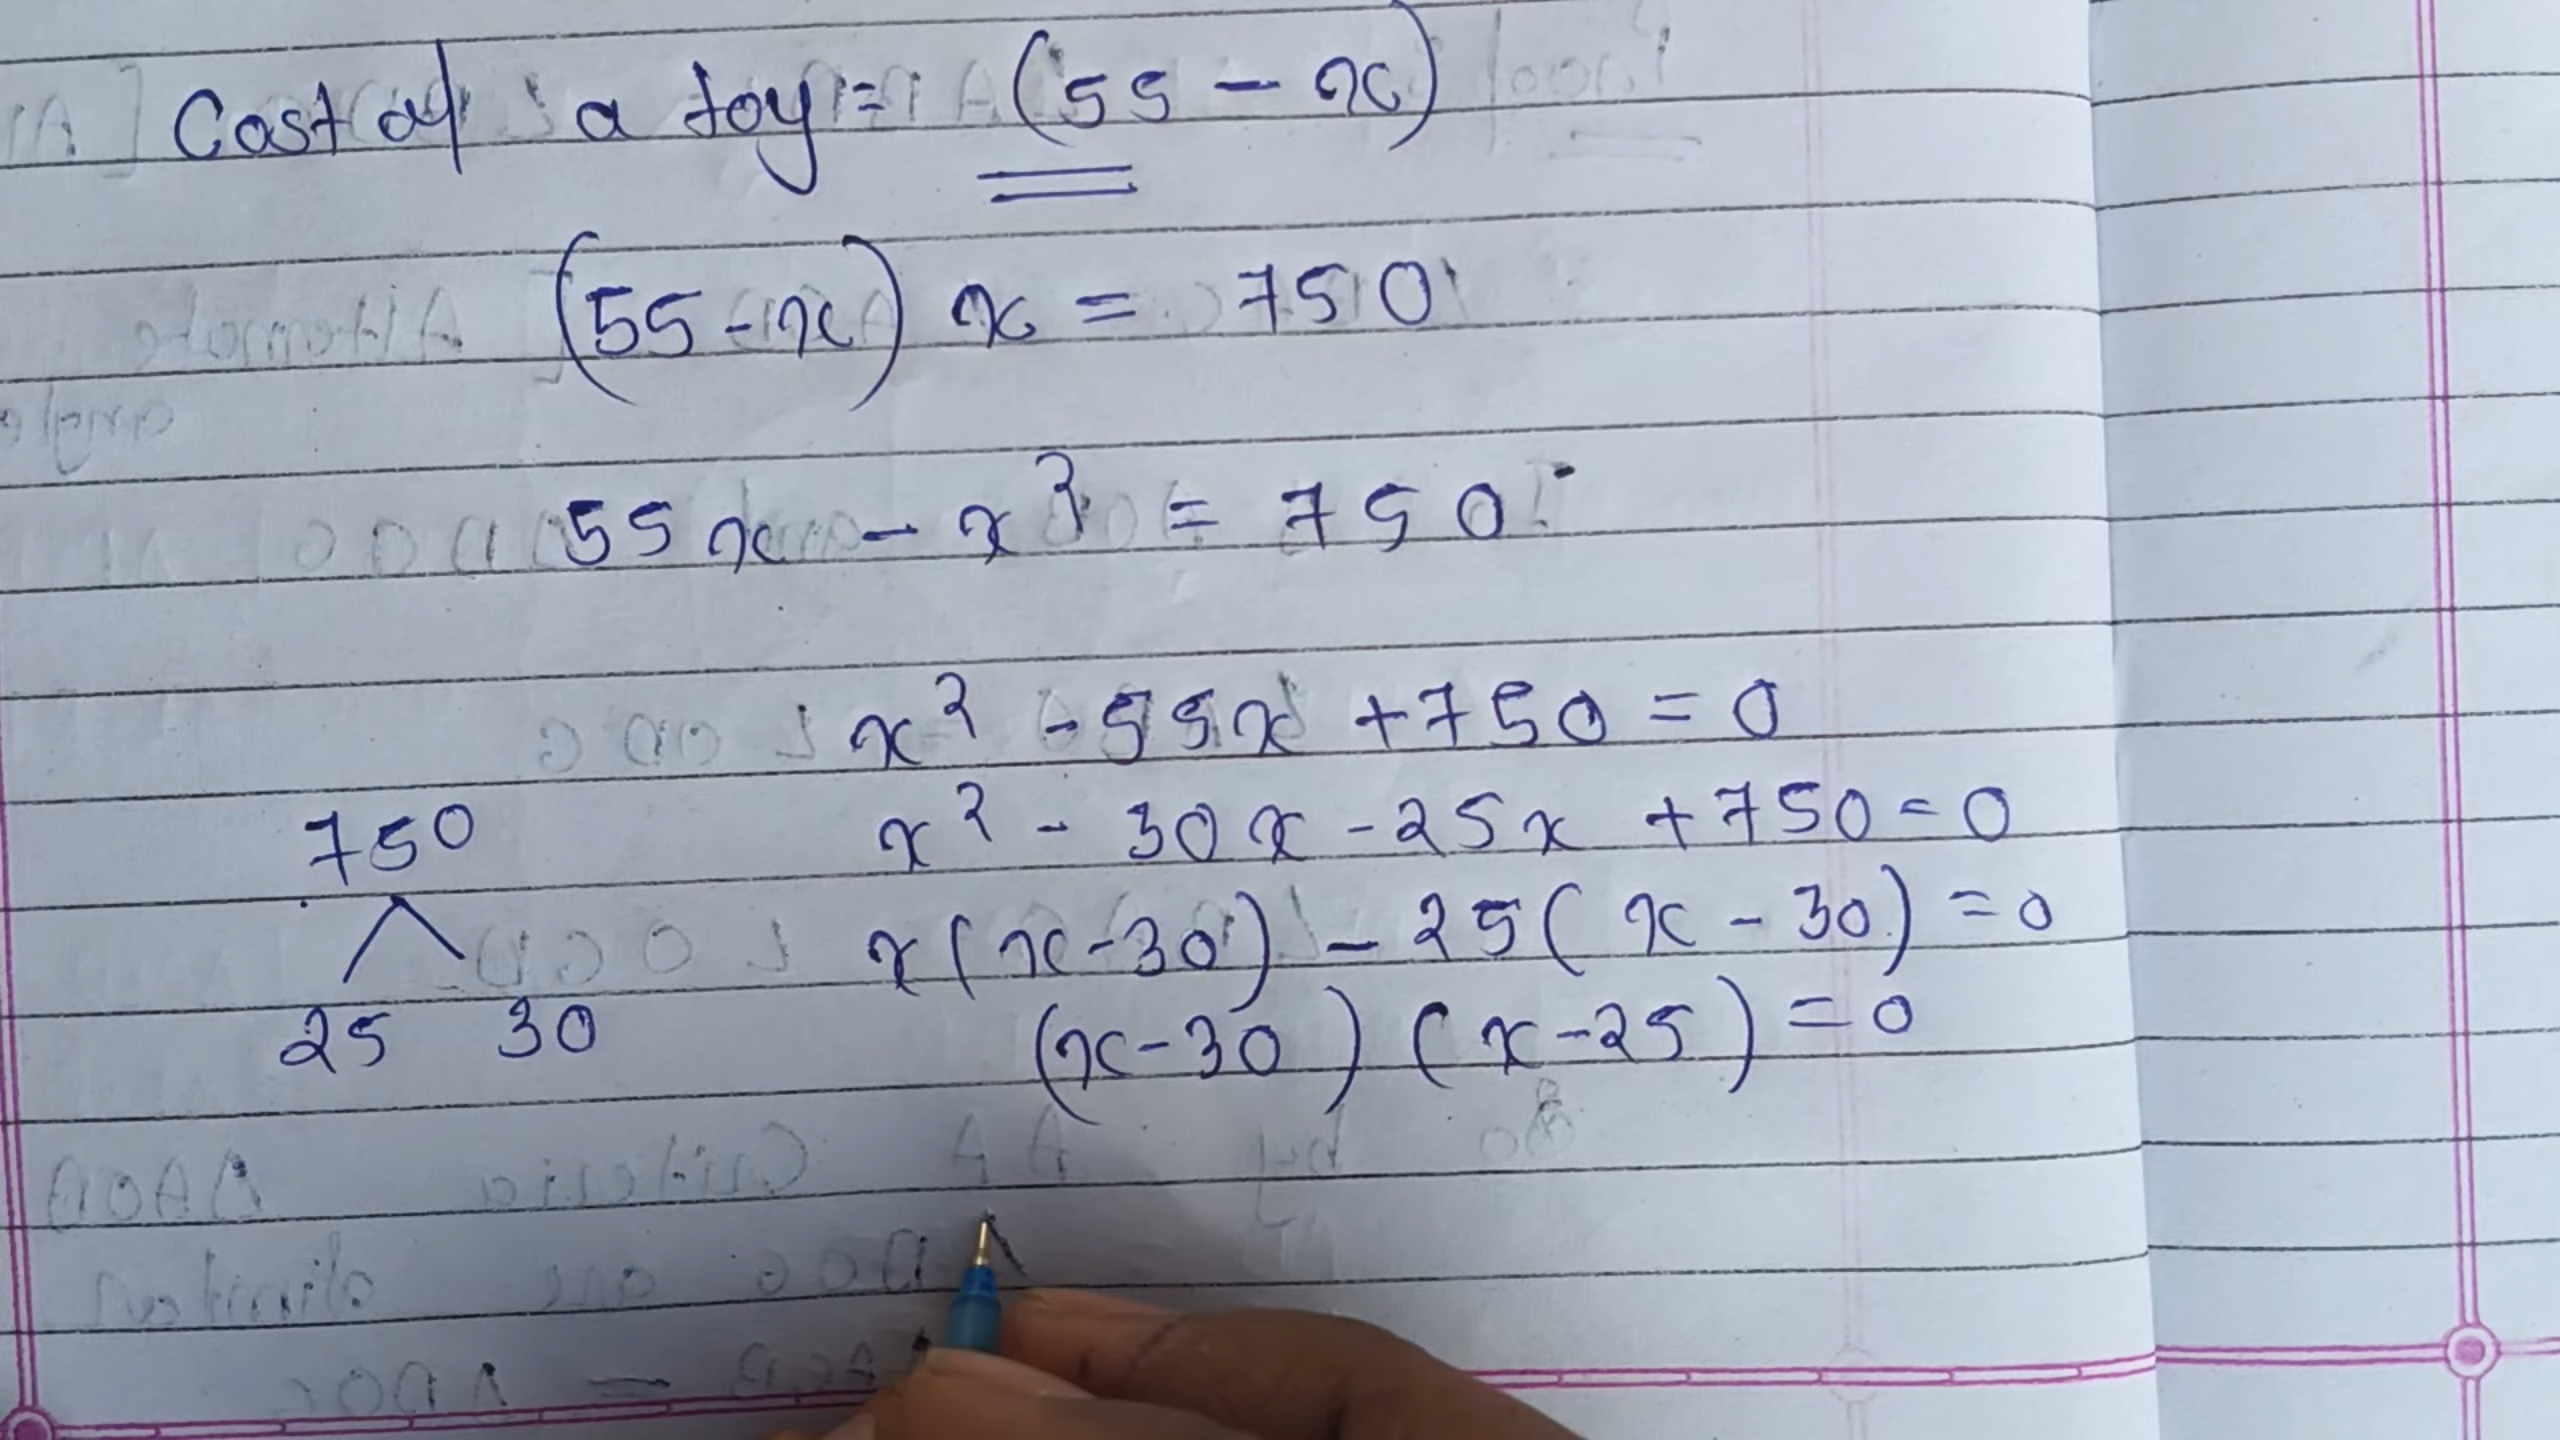 Cost of a toy = (55 - x)
(55 - x) x = 750
55x - x² = 750
x² - 55x + 750 = 0
x² - 30x - 25x + 750 = 0
x(x-30) - 25(x - 30) = 0
(x-30) (x-25) = 0
750
25 30